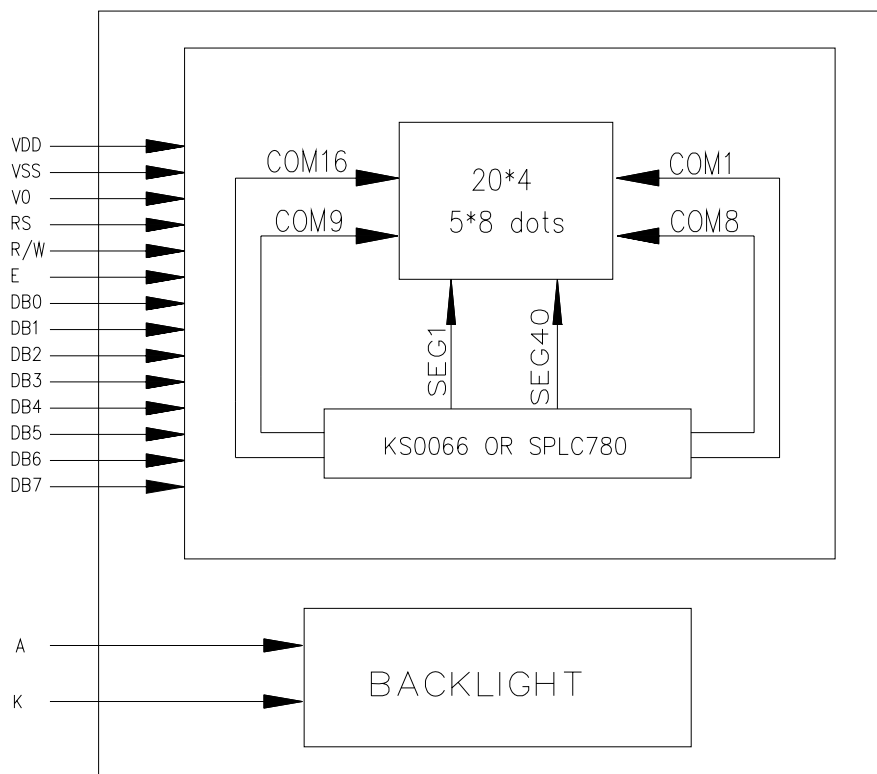 VDD
VSS
V0
RS
R/W
E
DB0
DB1
DB2
DB3
DB4
DB5
DB6
DB7
COM16
COM9
20*4
5*8 dots
COM1
COM8
SEG1
SEG40
KS0066 OR SPLC780
A
K
BACKLIGHT